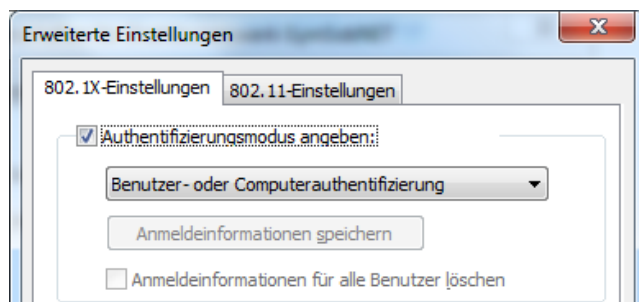 Erweiterte Einstellungen
802.1X-Einstellungen 802.11-Einstellungen
Authentifizierungsmodus angeben:
Benutzer- oder Computerauthentifizierung
Anmeldeinformationen speichern
Anmeldeinformationen für alle Benutzer löschen